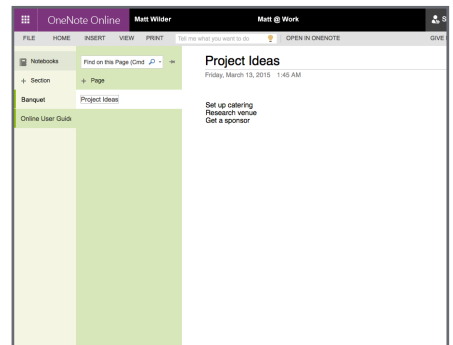 OneNote Online Matt Wilder Matt @ Work S
FILE HOME INSERT VIEW PRINT Tell me what you want to do OPEN IN ONENOTE GIVE
Notebooks
+ Section
Banquet
Online User Guide
Find on this Page (Cmd
+ Page
Project Ideas
Project Ideas
Friday, March 13, 2015 1:45 AM
Set up catering
Research venue
Get a sponsor